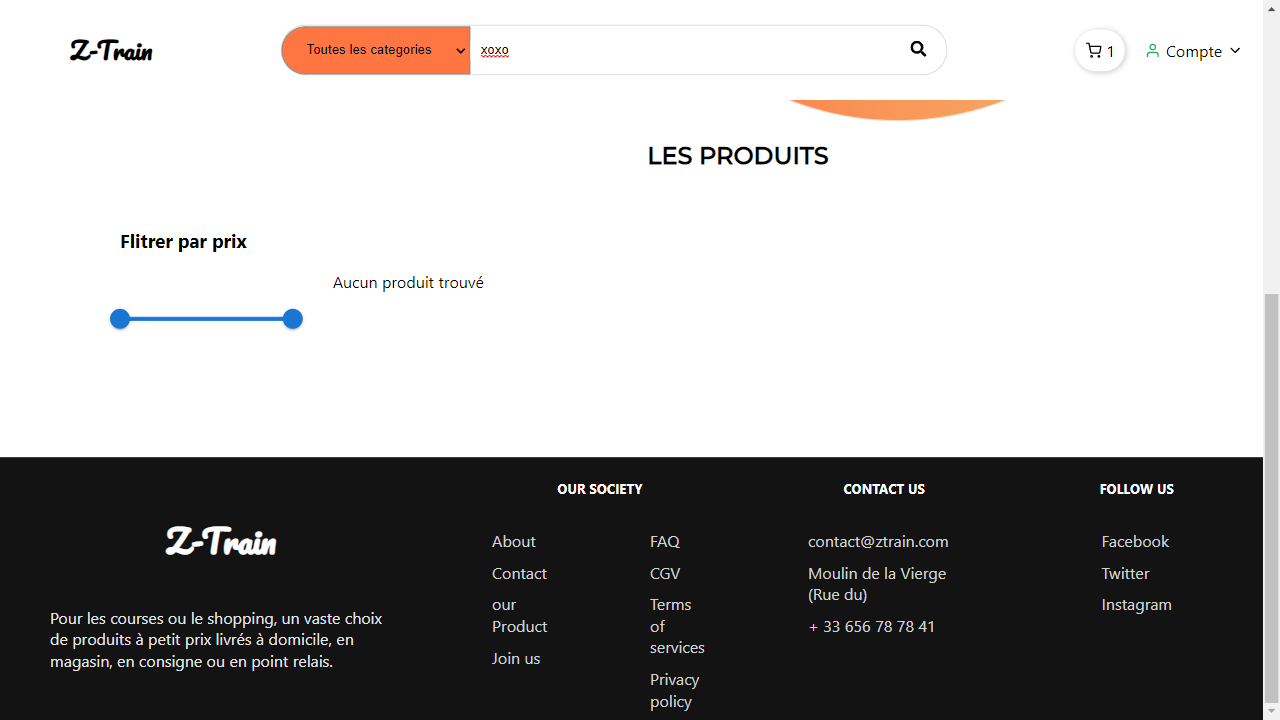 Z-Train
Toutes les categories
xoxo
1
Compte
LES PRODUITS
Flitrer par prix
Aucun produit trouvé
Z-Train
Pour les courses ou le shopping, un vaste choix
de produits à petit prix livrés à domicile, en
magasin, en consigne ou en point relais.
OUR SOCIETY
About
Contact
our
Product
Join us
FAQ
CGV
Terms
of
services
Privacy
policy
CONTACT US
contact@ztrain.com
Moulin de la Vierge
(Rue du)
+ 33 656 78 78 41
FOLLOW US
Facebook
Twitter
Instagram